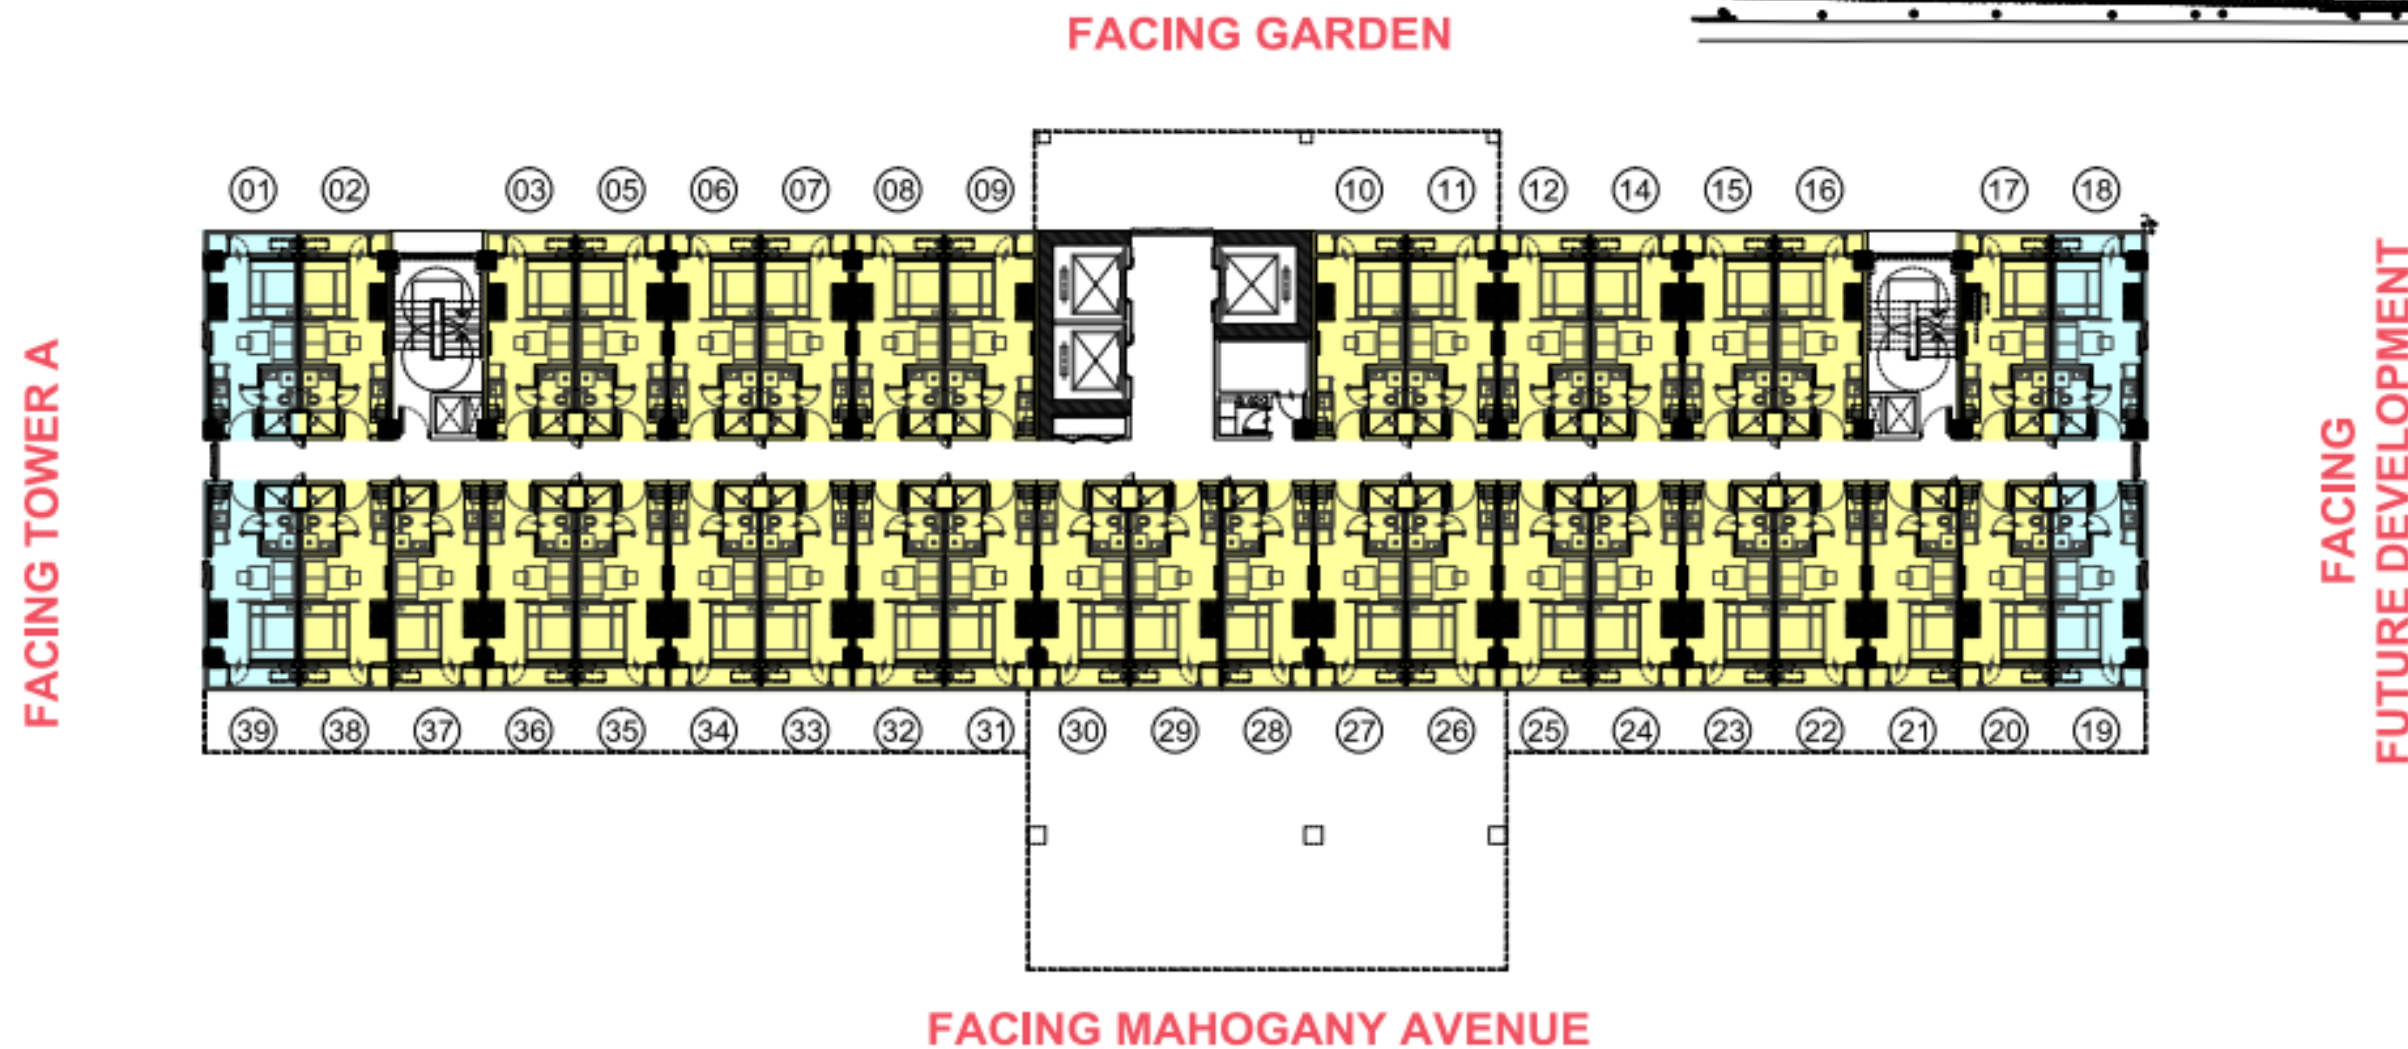 FACING GARDEN
01 02 03 05 06 07 08 09 10 11 12 14 15 16 17 18
FACING TOWER A
FACING
FUTURE DEVELOPMENT
39 38 37 36 35 34 33 32 31 30 29 28 27 26 25 24 23 22 21 20 19
FACING MAHOGANY AVENUE